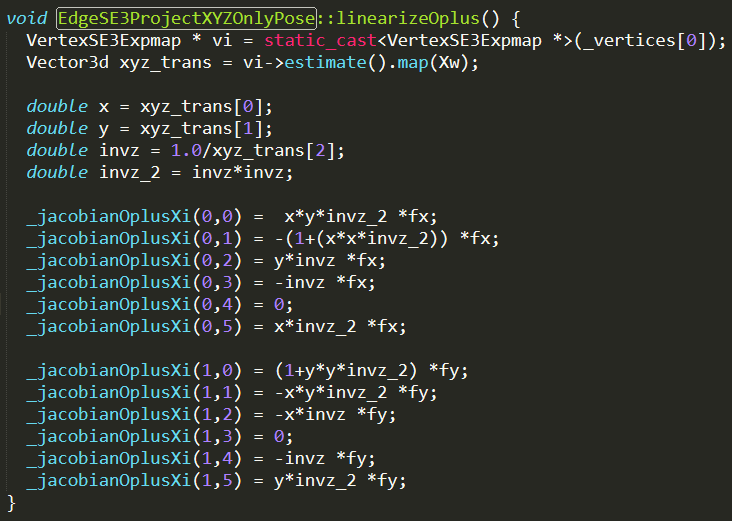 void EdgeSE3ProjectXYZOnlyPose::linearizeOplus() {
  VertexSE3Expmap * vi = static_cast<VertexSE3Expmap *>(_vertices[0]);
  Vector3d xyz_trans = vi->estimate().map(Xw);

  double x = xyz_trans[0];
  double y = xyz_trans[1];
  double invz = 1.0/xyz_trans[2];
  double invz_2 = invz*invz;

  _jacobianOplusXi(0,0) =  x*y*invz_2 *fx;
  _jacobianOplusXi(0,1) = -(1+(x*x*invz_2)) *fx;
  _jacobianOplusXi(0,2) = y*invz *fx;
  _jacobianOplusXi(0,3) = -invz *fx;
  _jacobianOplusXi(0,4) = 0;
  _jacobianOplusXi(0,5) = x*invz_2 *fx;

  _jacobianOplusXi(1,0) = (1+y*y*invz_2) *fy;
  _jacobianOplusXi(1,1) = -x*y*invz_2 *fy;
  _jacobianOplusXi(1,2) = -x*invz *fy;
  _jacobianOplusXi(1,3) = 0;
  _jacobianOplusXi(1,4) = -invz *fy;
  _jacobianOplusXi(1,5) = y*invz_2 *fy;
}